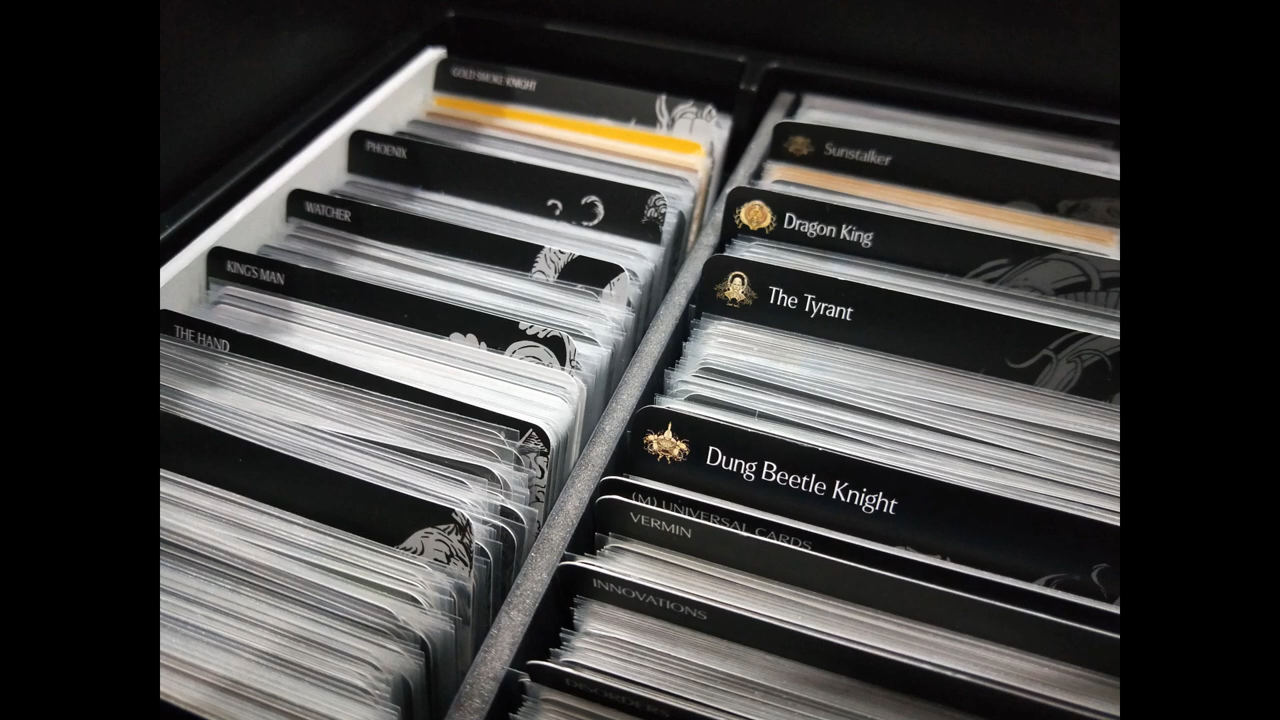 GOLD SMOKE KNIGHT
PHOENIX
WATCHER
KING'S MAN
THE HAND
Sunstalker
Dragon King
The Tyrant
Dung Beetle Knight
(M) UNIVERSAL CARDS
VERMIN
INNOVATIONS
DISORDERS